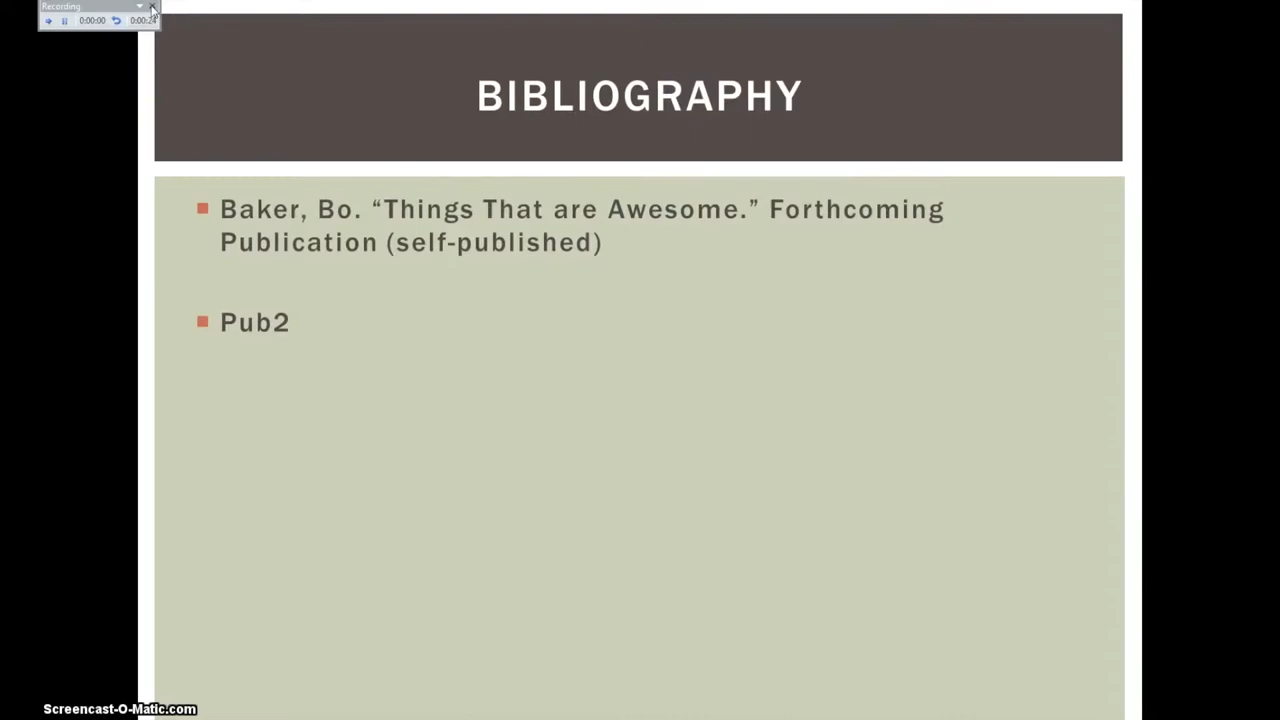 Recording
0:00:00
0:00:24
BIBLIOGRAPHY
Baker, Bo. “Things That are Awesome.” Forthcoming
Publication (self-published)
Pub2
Screencast-O-Matic.com